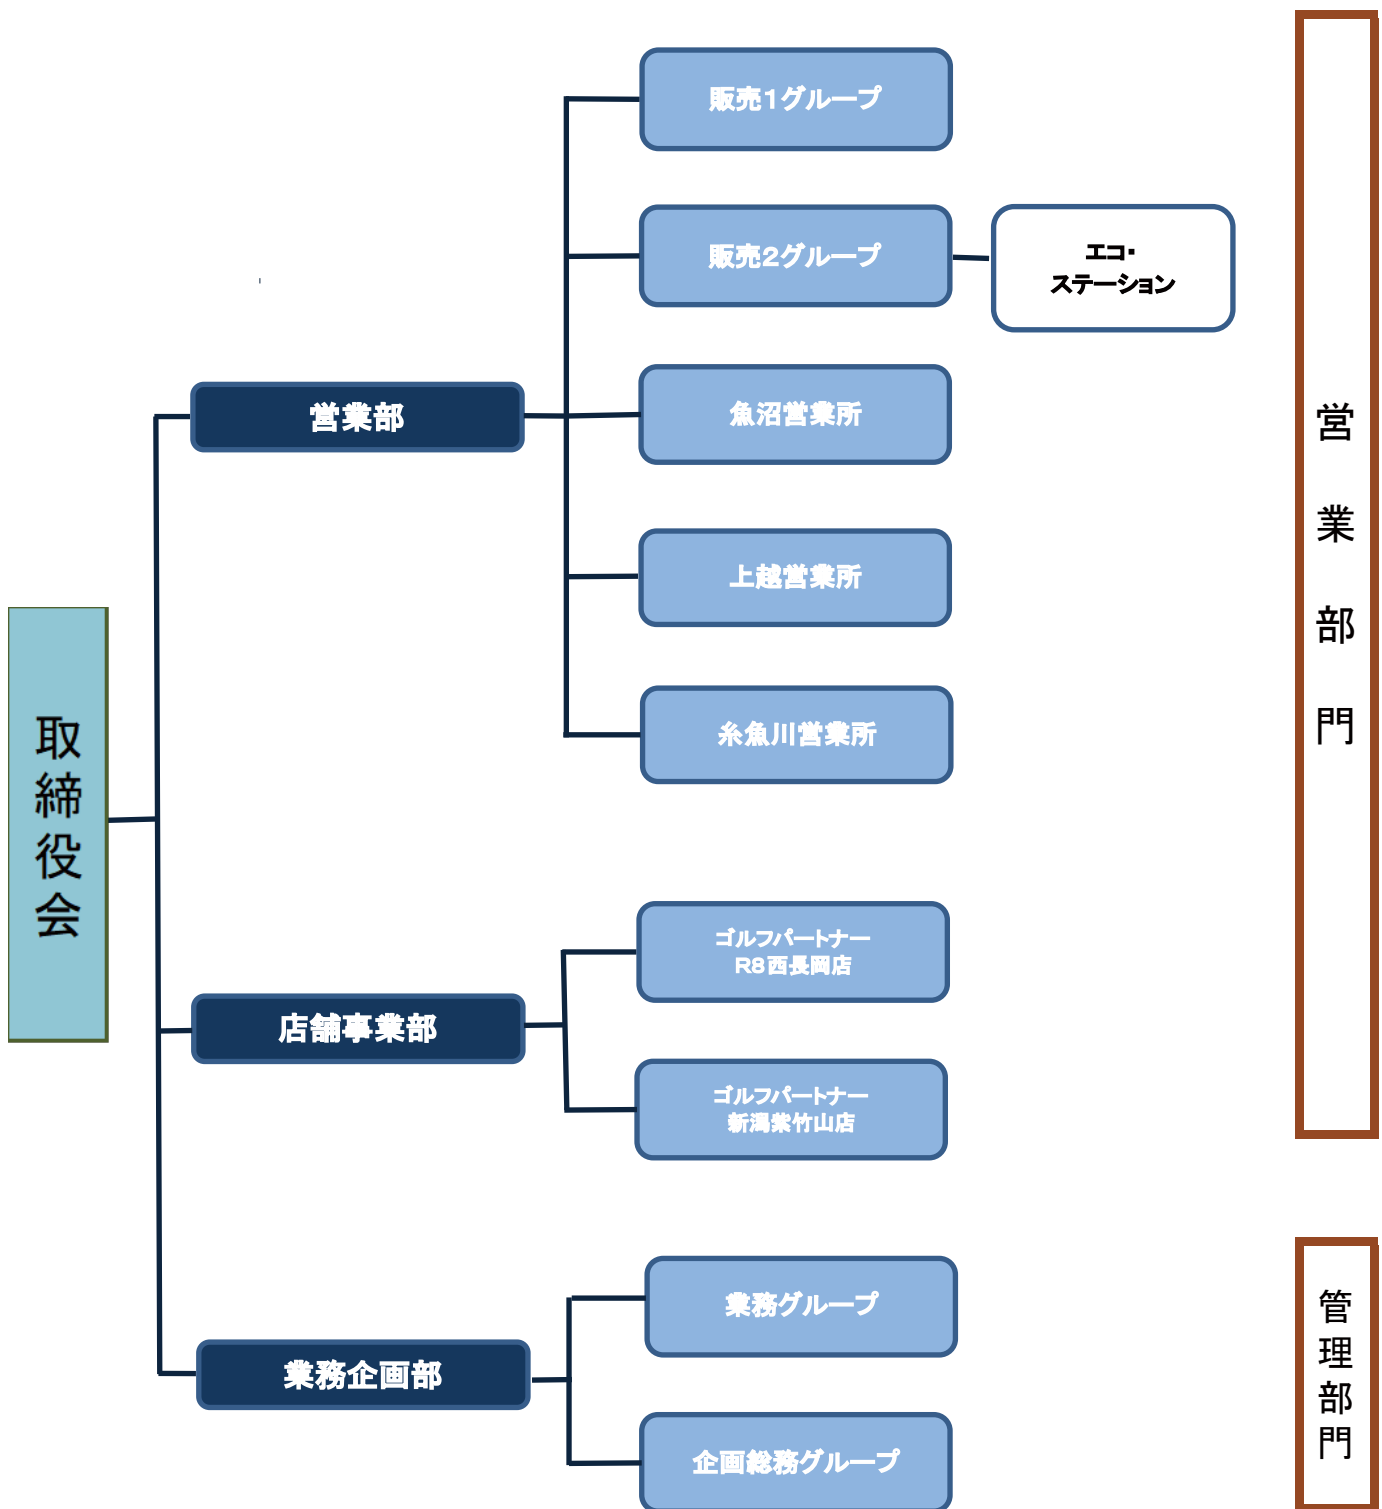 取締役会
営業部
販売1グループ
販売2グループ
エコ・
ステーション
魚沼営業所
上越営業所
糸魚川営業所
店舗事業部
ゴルフパートナー
R8西長岡店
ゴルフパートナー
新潟紫竹山店
業務企画部
業務グループ
企画総務グループ
営業部門
管理部門